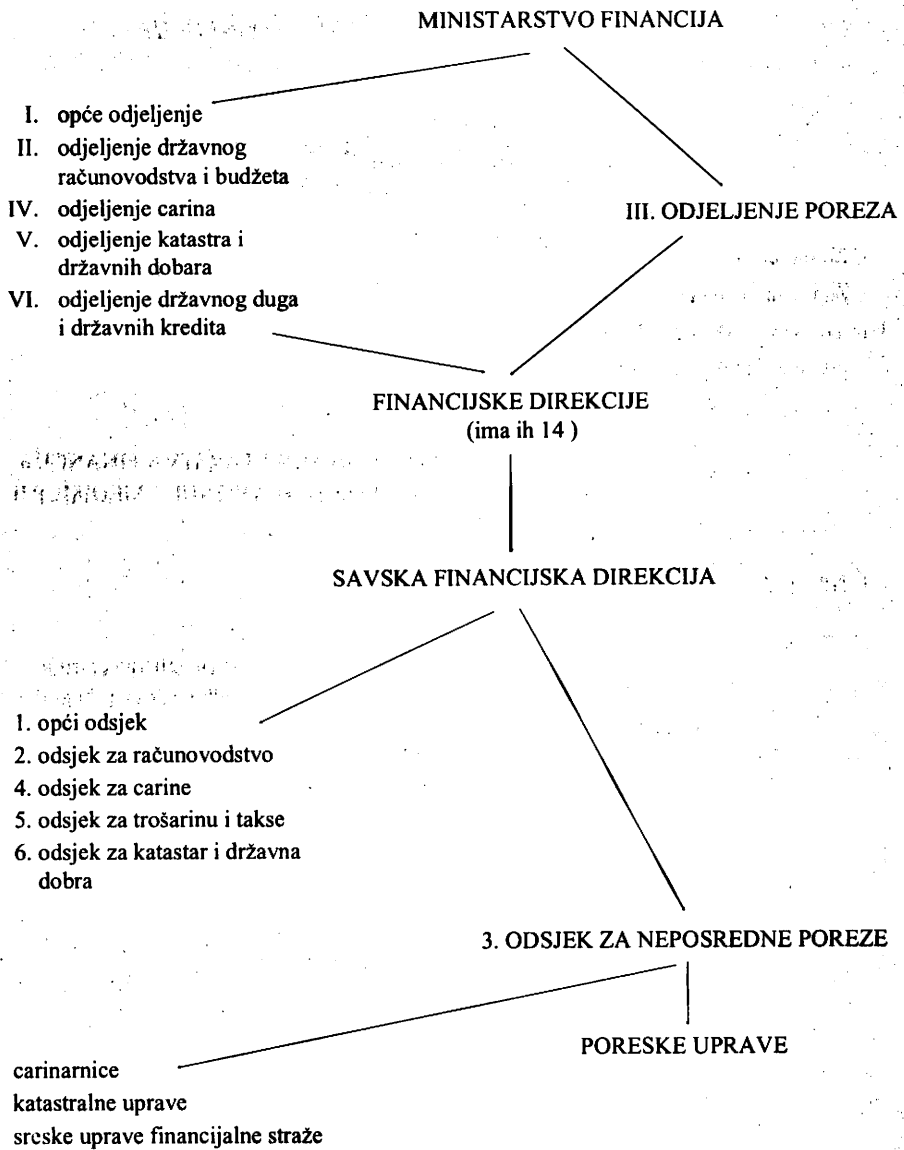 MINISTARSTVO FINANCIJA
I. opće odjeljenje
II. odjeljenje državnog
računovodstva i budžeta
IV. odjeljenje carina
V. odjeljenje katastra i
državnih dobara
VI. odjeljenje državnog duga
i državnih kredita
III. ODJELJENJE POREZA
FINANCIJSKE DIREKCIJE
(ima ih 14 )
SAVSKA FINANCIJSKA DIREKCIJA
1. opći odsjek
2. odsjek za računovodstvo
4. odsjek za carine
5. odsjek za trošarinu i takse
6. odsjek za katastar i državna
dobra
3. ODSJEK ZA NEPOSREDNE POREZE
PORESKE UPRAVE
carinarnice
katastralne uprave
sreske uprave financijalne straže